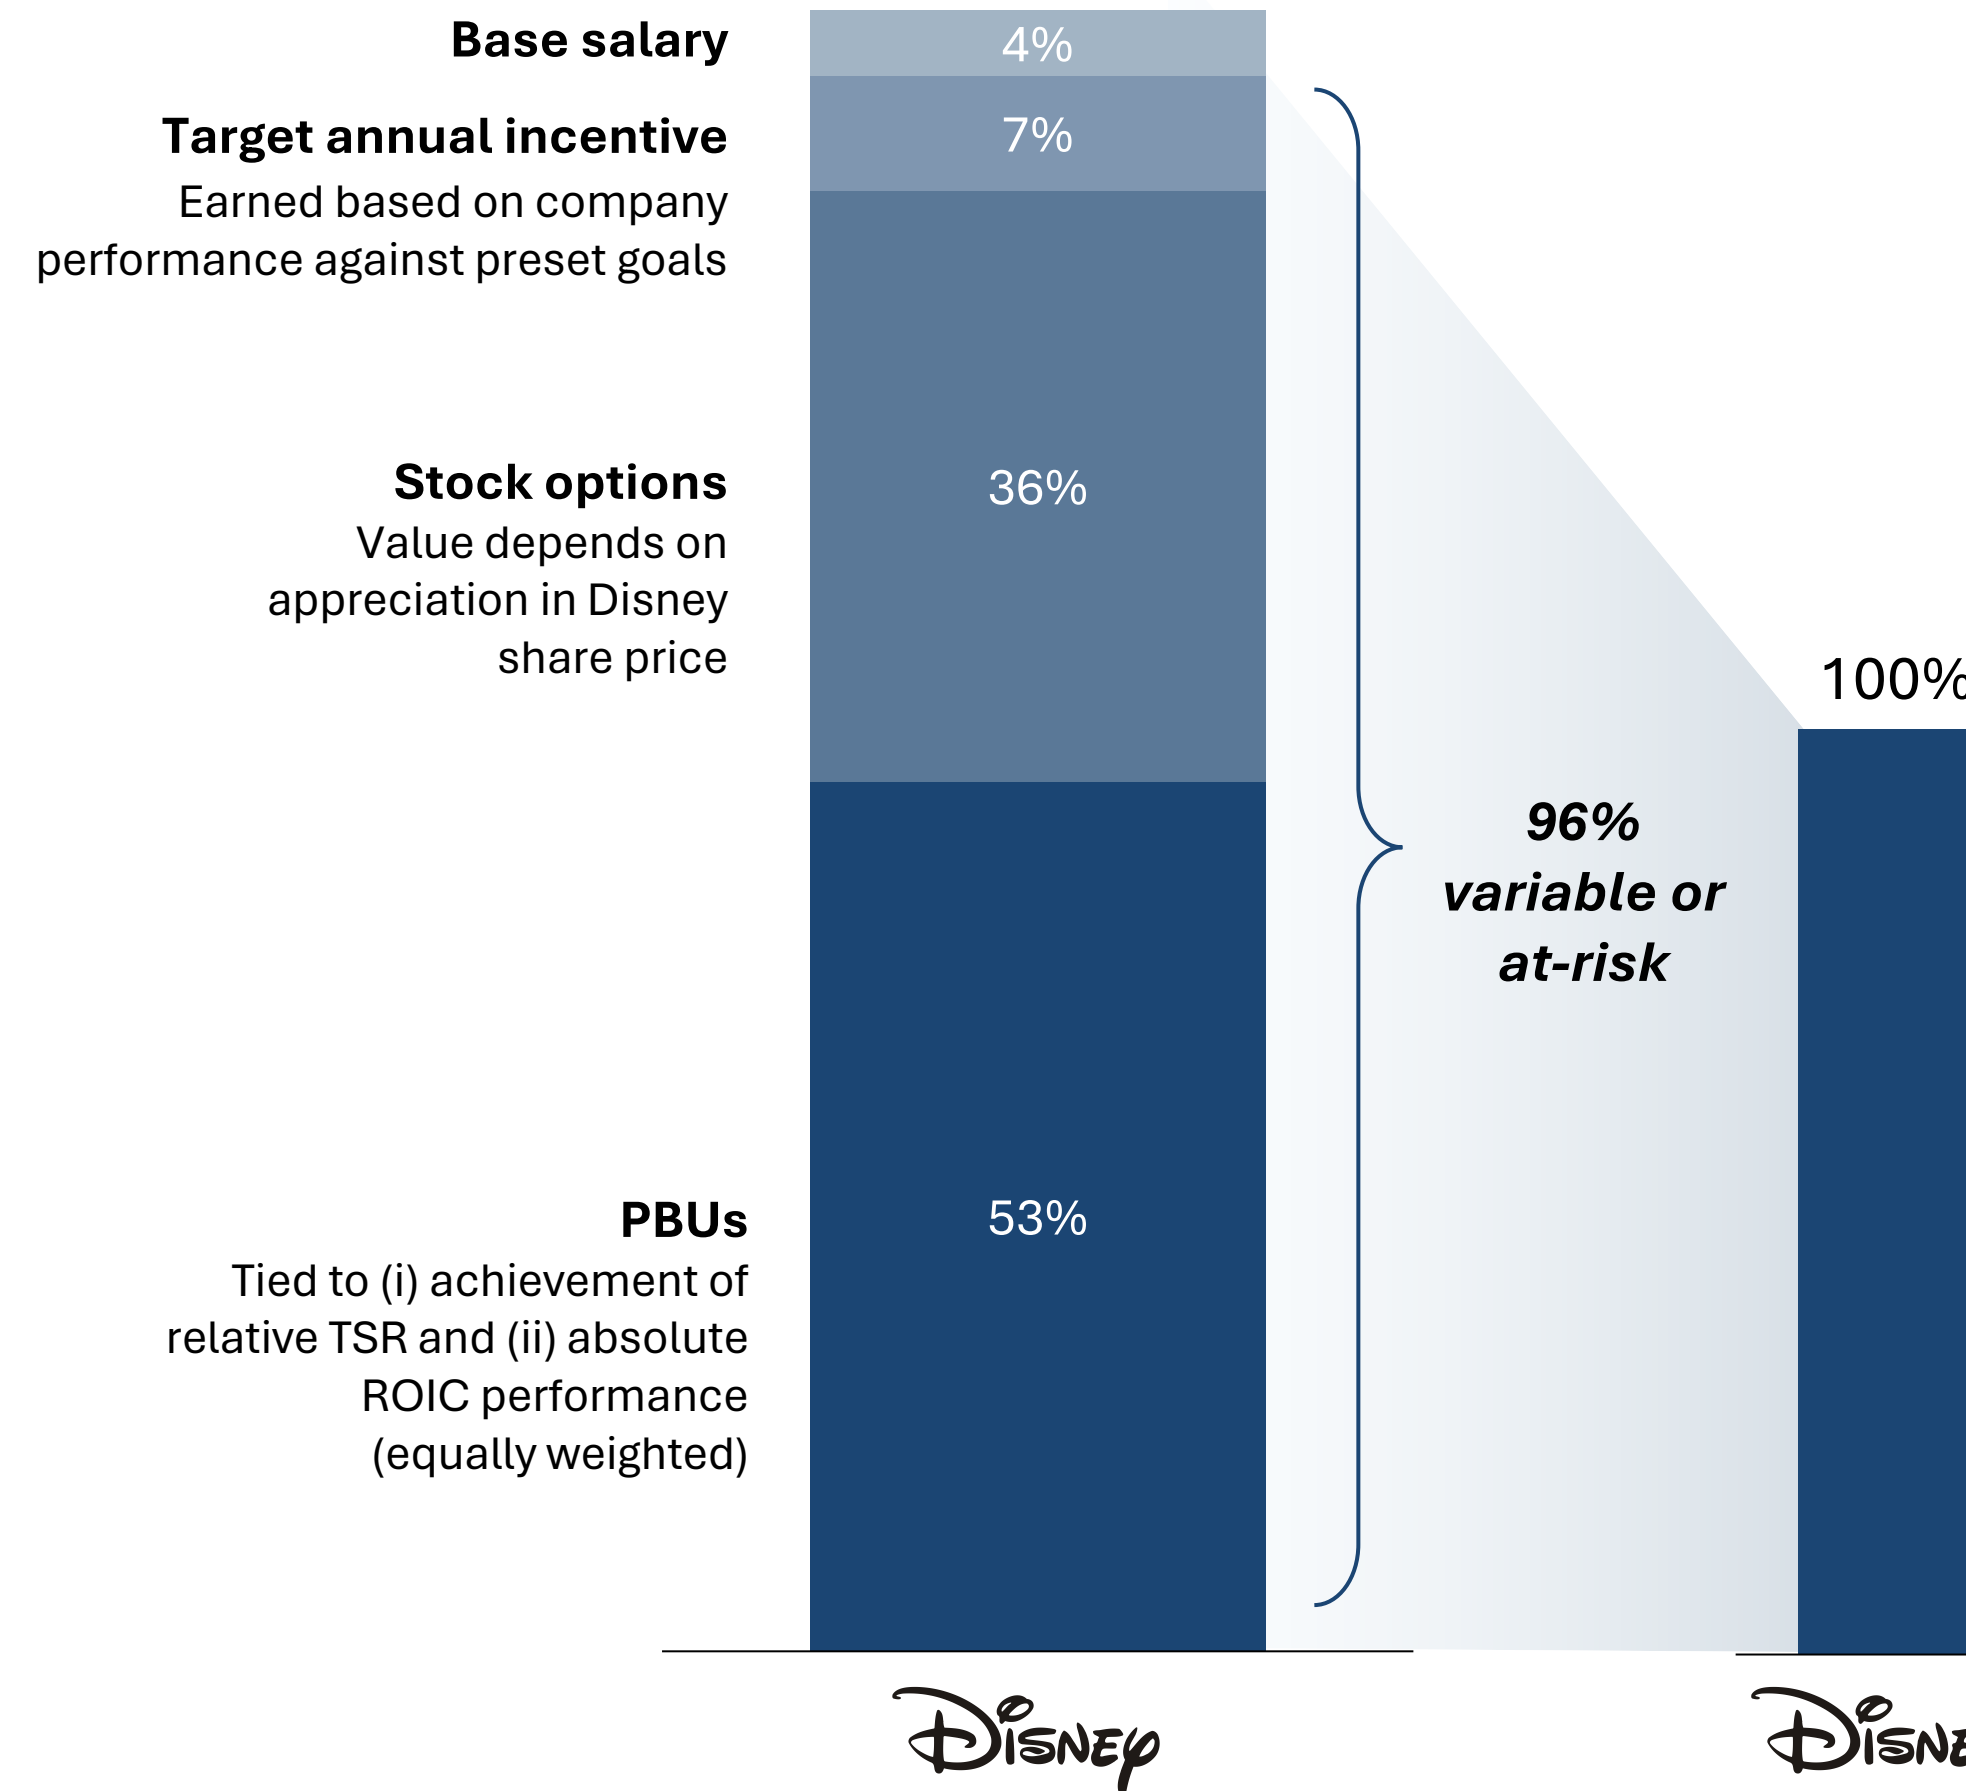 Base salary
4%
Target annual incentive
7%
Earned based on company
performance against preset goals
Stock options
36%
Value depends on
appreciation in Disney
share price
100%
96%
variable or
at-risk
PBUs
53%
Tied to (i) achievement of
relative TSR and (ii) absolute
ROIC performance
(equally weighted)
Disney